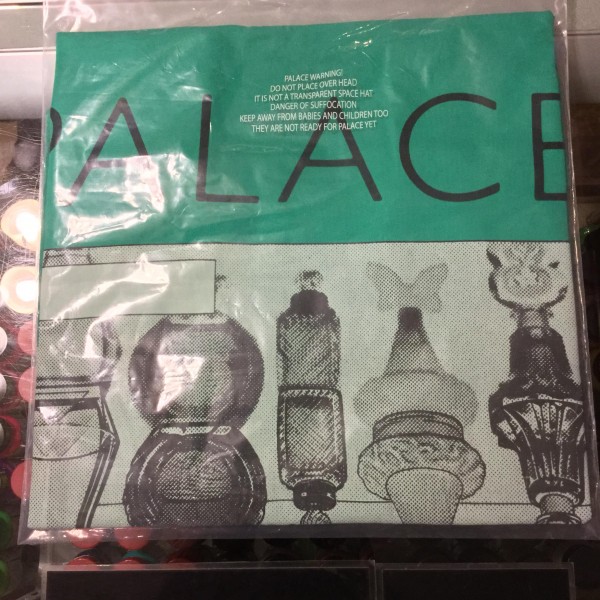 PALACE WARNING!
DO NOT PLACE OVER HEAD
IT IS NOT A TRANSPARENT SPACE HAT
DANGER OF SUFFOCATION
KEEP AWAY FROM BABIES AND CHILDREN TOO
THEY ARE NOT READY FOR PALACE YET
PALACE